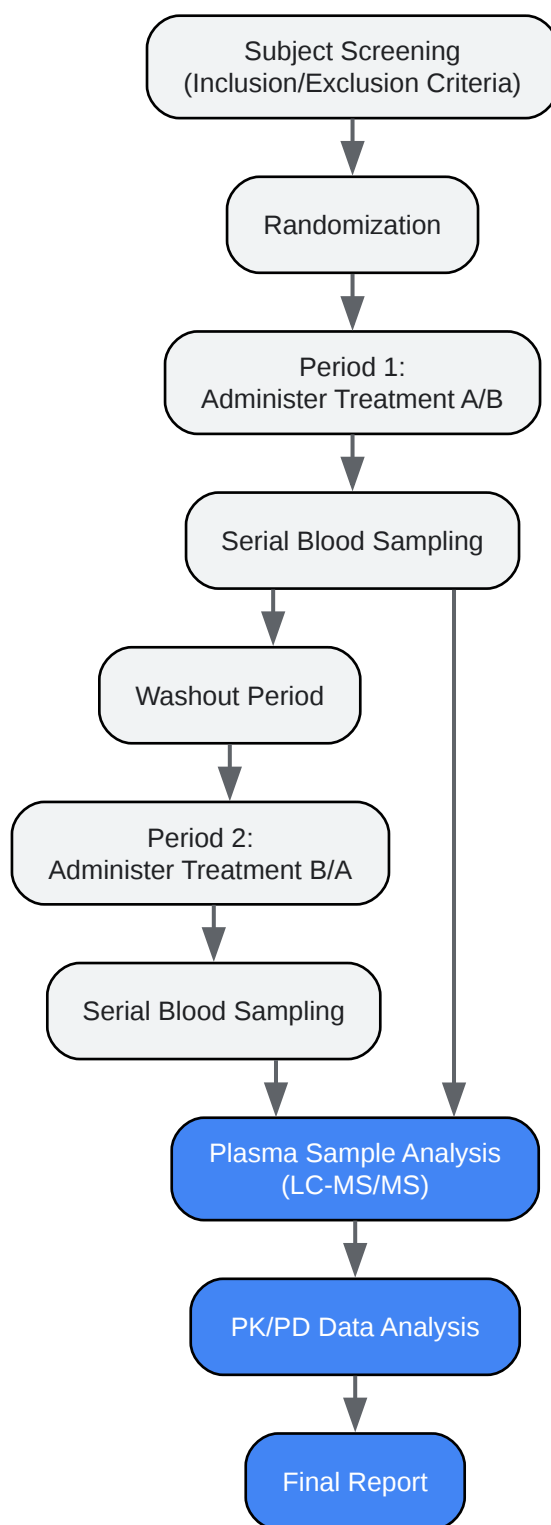 Subject Screening
(Inclusion/Exclusion Criteria)
Randomization
Period 1:
Administer Treatment A/B
Serial Blood Sampling
Washout Period
Period 2:
Administer Treatment B/A
Serial Blood Sampling
Plasma Sample Analysis
(LC-MS/MS)
PK/PD Data Analysis
Final Report